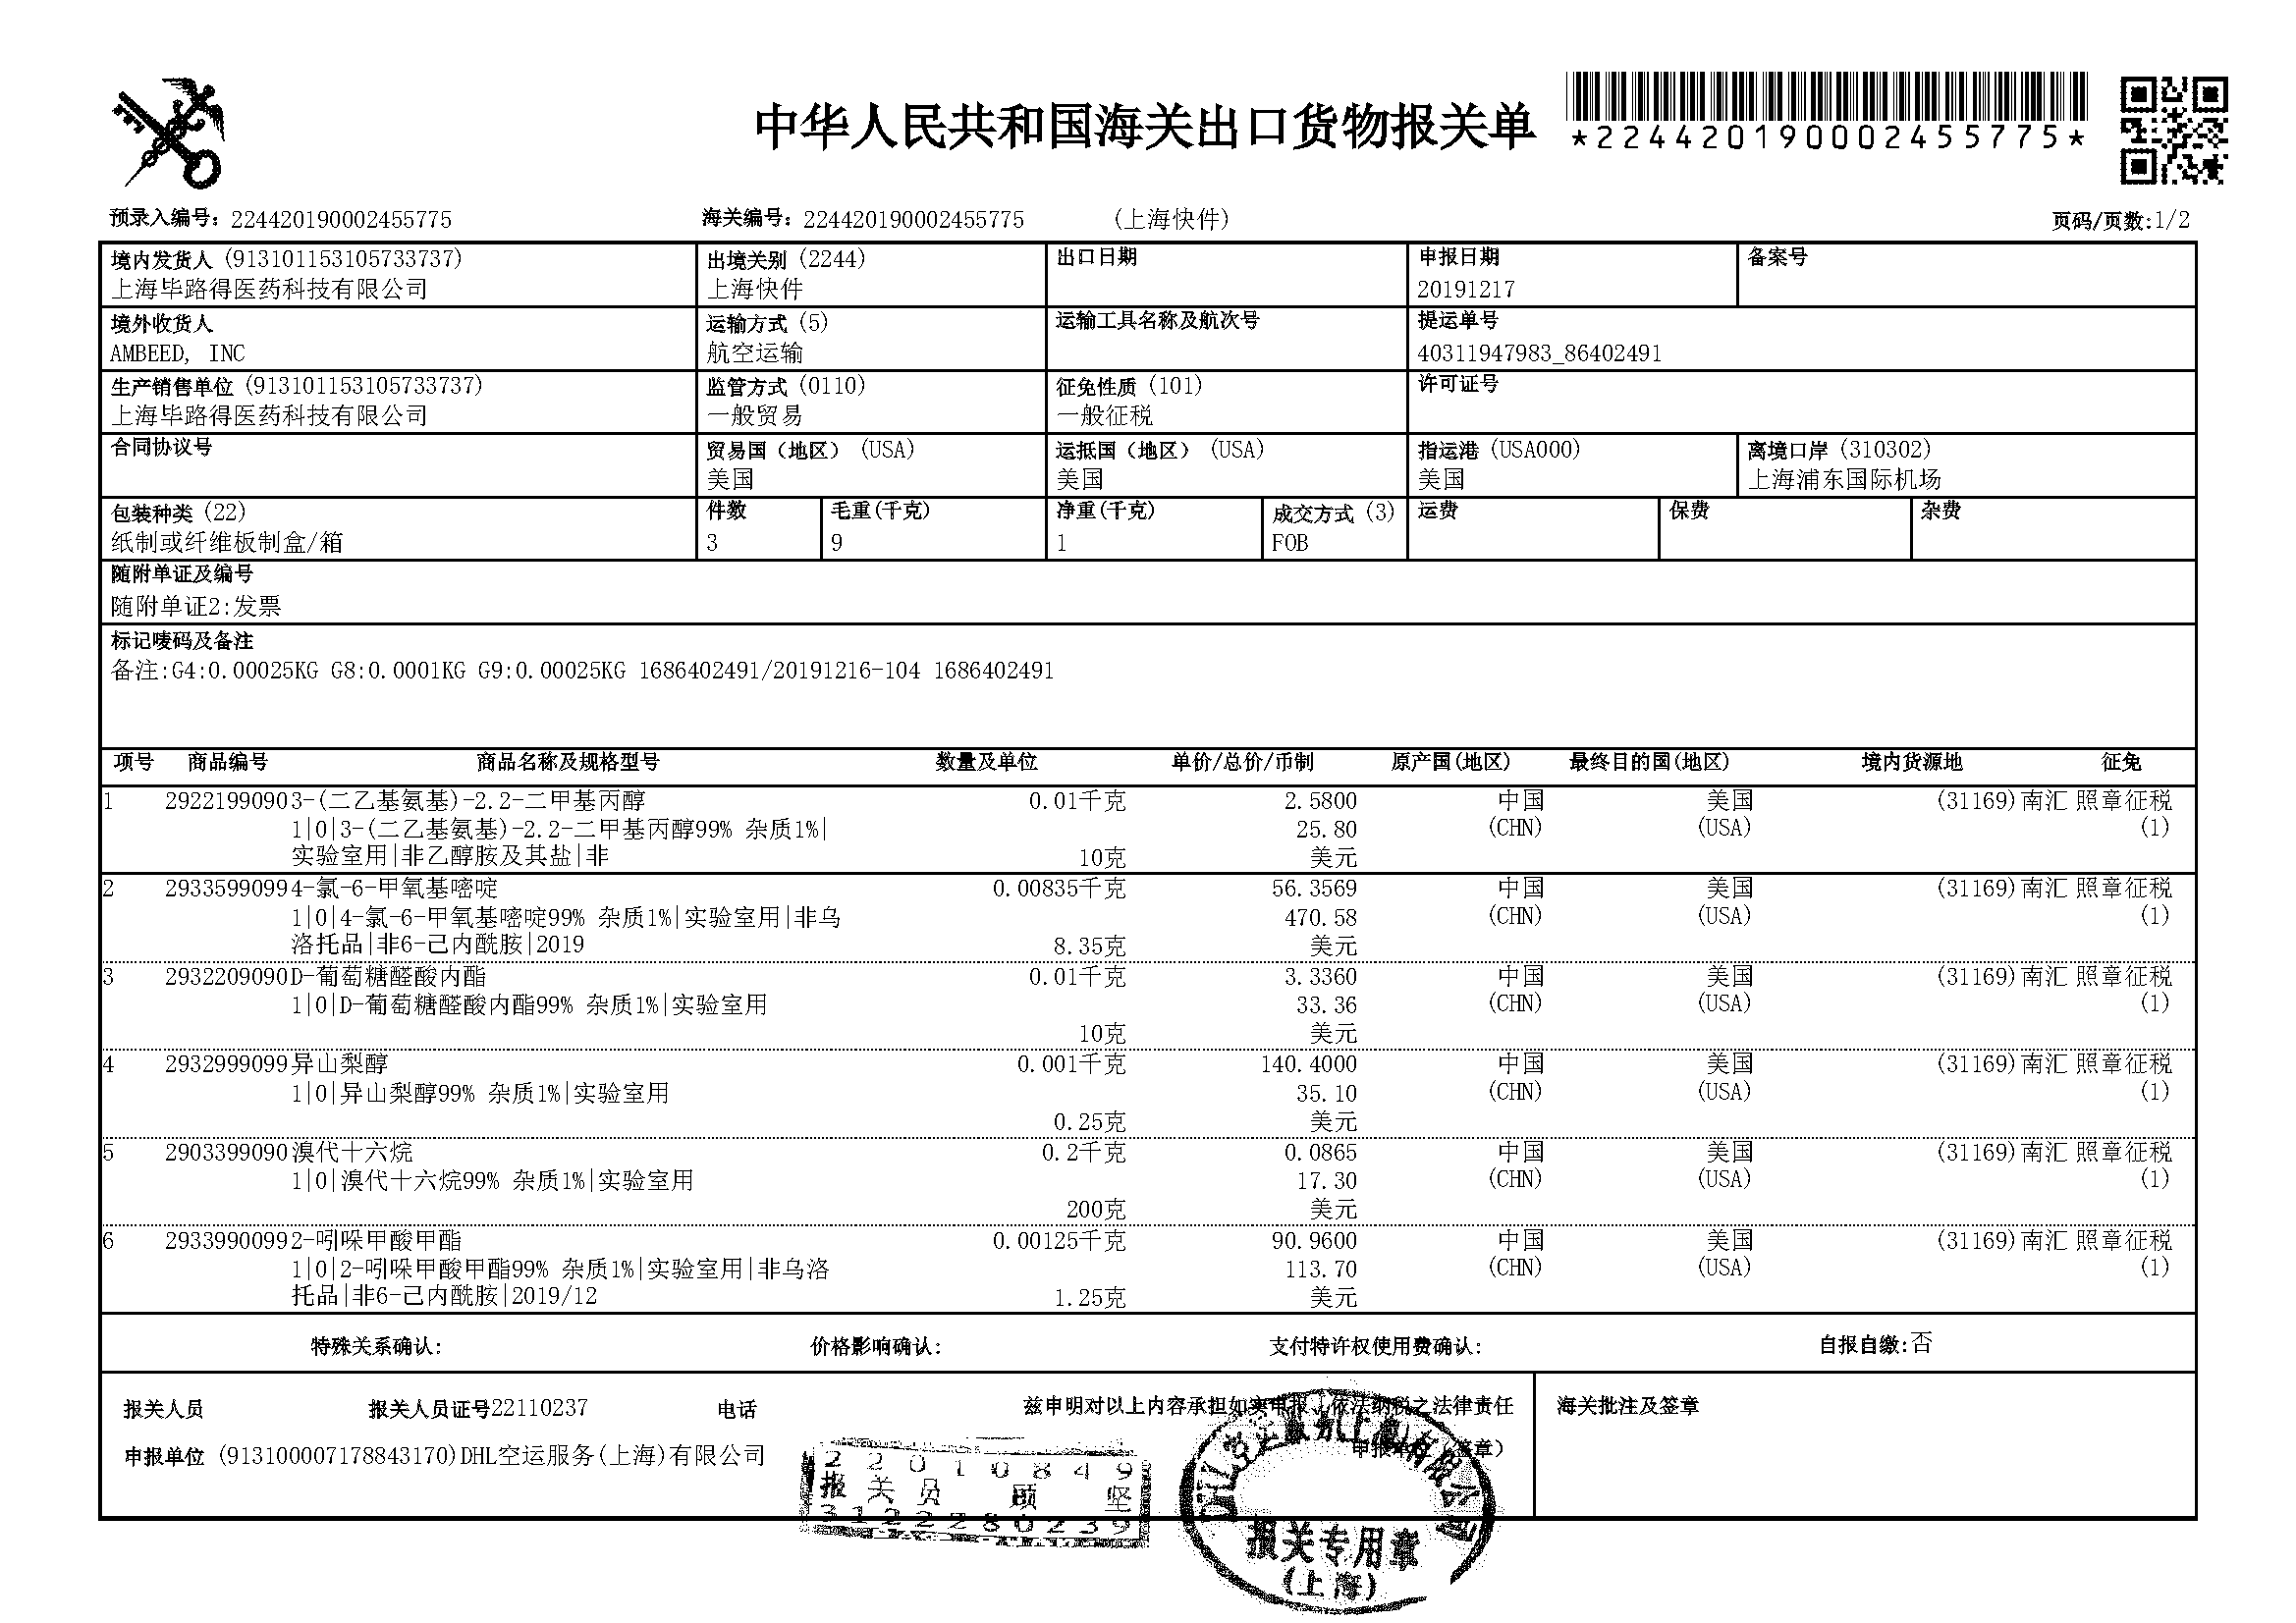 中华人民共和国海关出口货物报关单
*224420190002455775*
预录入编号: 224420190002455775 海关编号: 224420190002455775 (上海快件) 页码/页数:1/2
境内发货人 (913101153105733737) 出境关别 (2244) 出口日期 申报日期 备案号
上海毕路得医药科技有限公司 上海快件 20191217
境外收货人 运输方式 (5) 运输工具名称及航次号 提运单号
AMBEED, INC 航空运输 40311947983_86402491
生产销售单位 (913101153105733737) 监管方式 (0110) 征免性质 (101) 许可证号
上海毕路得医药科技有限公司 一般贸易 一般征税
合同协议号 贸易国(地区) (USA) 运抵国(地区) (USA) 指运港 (USA000) 离境口岸 (310302)
美国 美国 美国 上海浦东国际机场
包装种类 (22) 件数 毛重(千克) 净重(千克) 成交方式 (3) 运费 保费 杂费
纸制或纤维板制盒/箱 3 9 1 FOB
随附单证及编号
随附单证2:发票
标记唛码及备注
备注:G4:0.00025KG G8:0.0001KG G9:0.00025KG 1686402491/20191216-104 1686402491
项号 商品编号 商品名称及规格型号 数量及单位 单价/总价/币制 原产国(地区) 最终目的国(地区) 境内货源地 征免
1 2922199090 3-(二乙基氨基)-2.2-二甲基丙醇 0.01千克 2.5800 中国 美国 (31169)南汇 照章征税
1|0|3-(二乙基氨基)-2.2-二甲基丙醇99% 杂质1%| 25.80 (CHN) (USA) (1)
实验室用|非乙醇胺及其盐|非 10克 美元
2 2933599099 4-氯-6-甲氧基嘧啶 0.00835千克 56.3569 中国 美国 (31169)南汇 照章征税
1|0|4-氯-6-甲氧基嘧啶99% 杂质1%|实验室用|非乌 470.58 (CHN) (USA) (1)
洛托品|非6-己内酰胺|2019 8.35克 美元
3 2932209090 D-葡萄糖醛酸内酯 0.01千克 3.3360 中国 美国 (31169)南汇 照章征税
1|0|D-葡萄糖醛酸内酯99% 杂质1%|实验室用 33.36 (CHN) (USA) (1)
10克 美元
4 2932999099 异山梨醇 0.001千克 140.4000 中国 美国 (31169)南汇 照章征税
1|0|异山梨醇99% 杂质1%|实验室用 35.10 (CHN) (USA) (1)
0.25克 美元
5 2903399090 溴代十六烷 0.2千克 0.0865 中国 美国 (31169)南汇 照章征税
1|0|溴代十六烷99% 杂质1%|实验室用 17.30 (CHN) (USA) (1)
200克 美元
6 2933990099 2-吲哚甲酸甲酯 0.00125千克 90.9600 中国 美国 (31169)南汇 照章征税
1|0|2-吲哚甲酸甲酯99% 杂质1%|实验室用|非乌洛 113.70 (CHN) (USA) (1)
托品|非6-己内酰胺|2019/12 1.25克 美元
特殊关系确认: 价格影响确认: 支付特许权使用费确认: 自报自缴:否
报关人员 报关人员证号22110237 电话 兹申明对以上内容承担如实申报、依法纳税之法律责任 海关批注及签章
申报单位 (913100007178843170)DHL空运服务(上海)有限公司 申报单位(签章)
22010849
报关员 顾坚
3122280239
DHL空运服务(上海)有限公司
报关专用章
(上海)